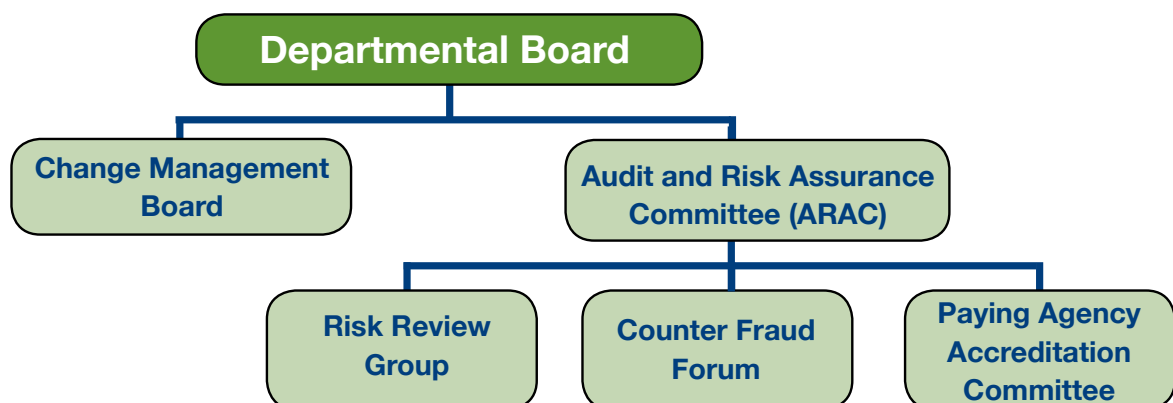 Departmental Board
Change Management
Board
Audit and Risk Assurance
Committee (ARAC)
Risk Review
Group
Counter Fraud
Forum
Paying Agency
Accreditation
Committee